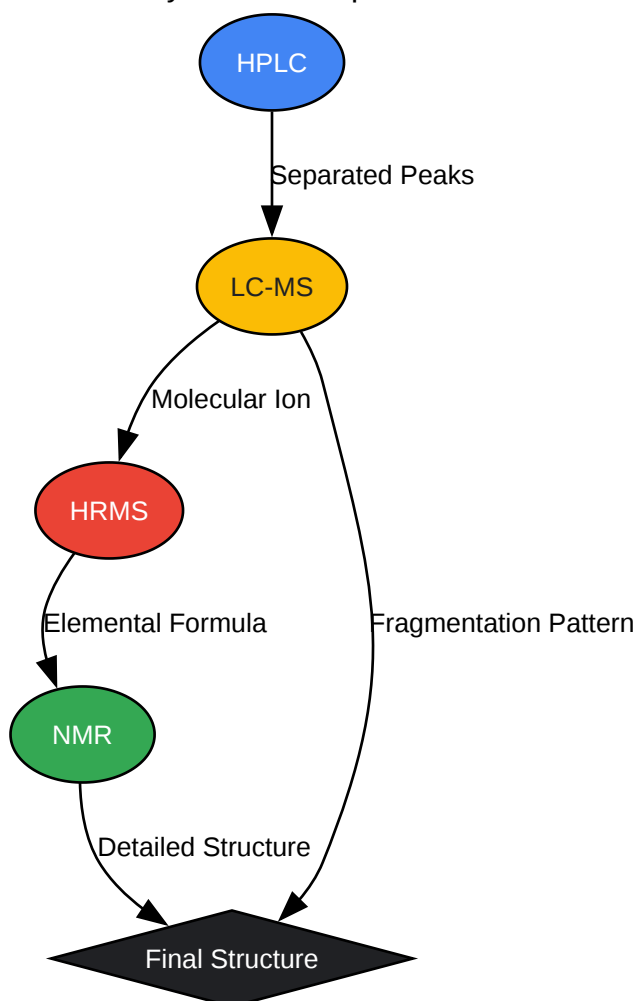 HPLC
Separated Peaks
LC-MS
Molecular Ion
HRMS
Elemental Formula
Fragmentation Pattern
NMR
Detailed Structure
Final Structure